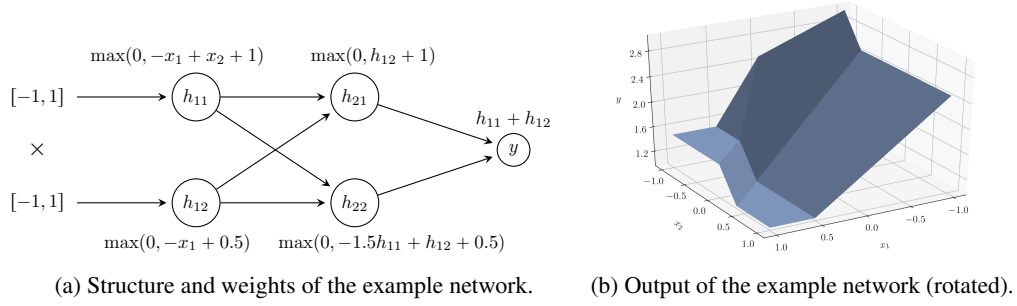 max(0, −x₁ + x₂ + 1)
max(0, h₁₂ + 1)
[−1, 1]
h₁₁
h₂₁
h₁₁ + h₁₂
×
y
[−1, 1]
h₁₂
h₂₂
max(0, −x₁ + 0.5)
max(0, −1.5h₁₁ + h₁₂ + 0.5)
(a) Structure and weights of the example network.
2.8
2.4
2.0
1.6
1.2
y
-1.0
-0.5
0.0
0.5
1.0
x₂
1.0
0.5
0.0
-0.5
-1.0
x₁
(b) Output of the example network (rotated).